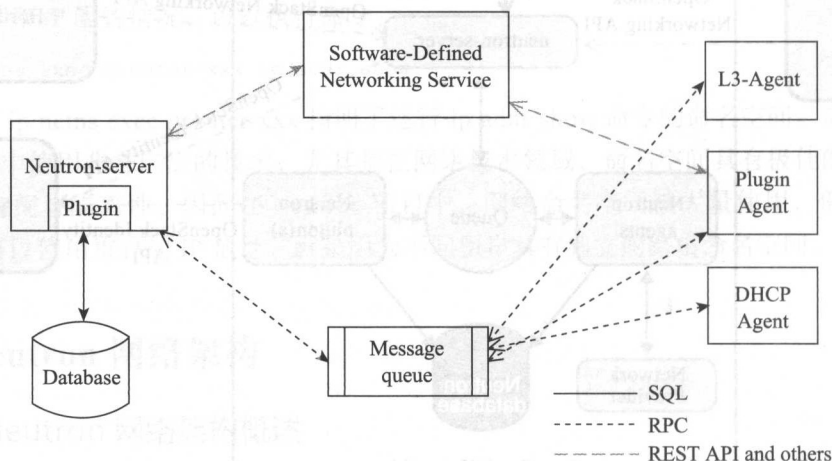 Software-Defined
Networking Service
L3-Agent
Neutron-server
Plugin
Plugin
Agent
DHCP
Agent
Database
Message
queue
SQL
RPC
REST API and others